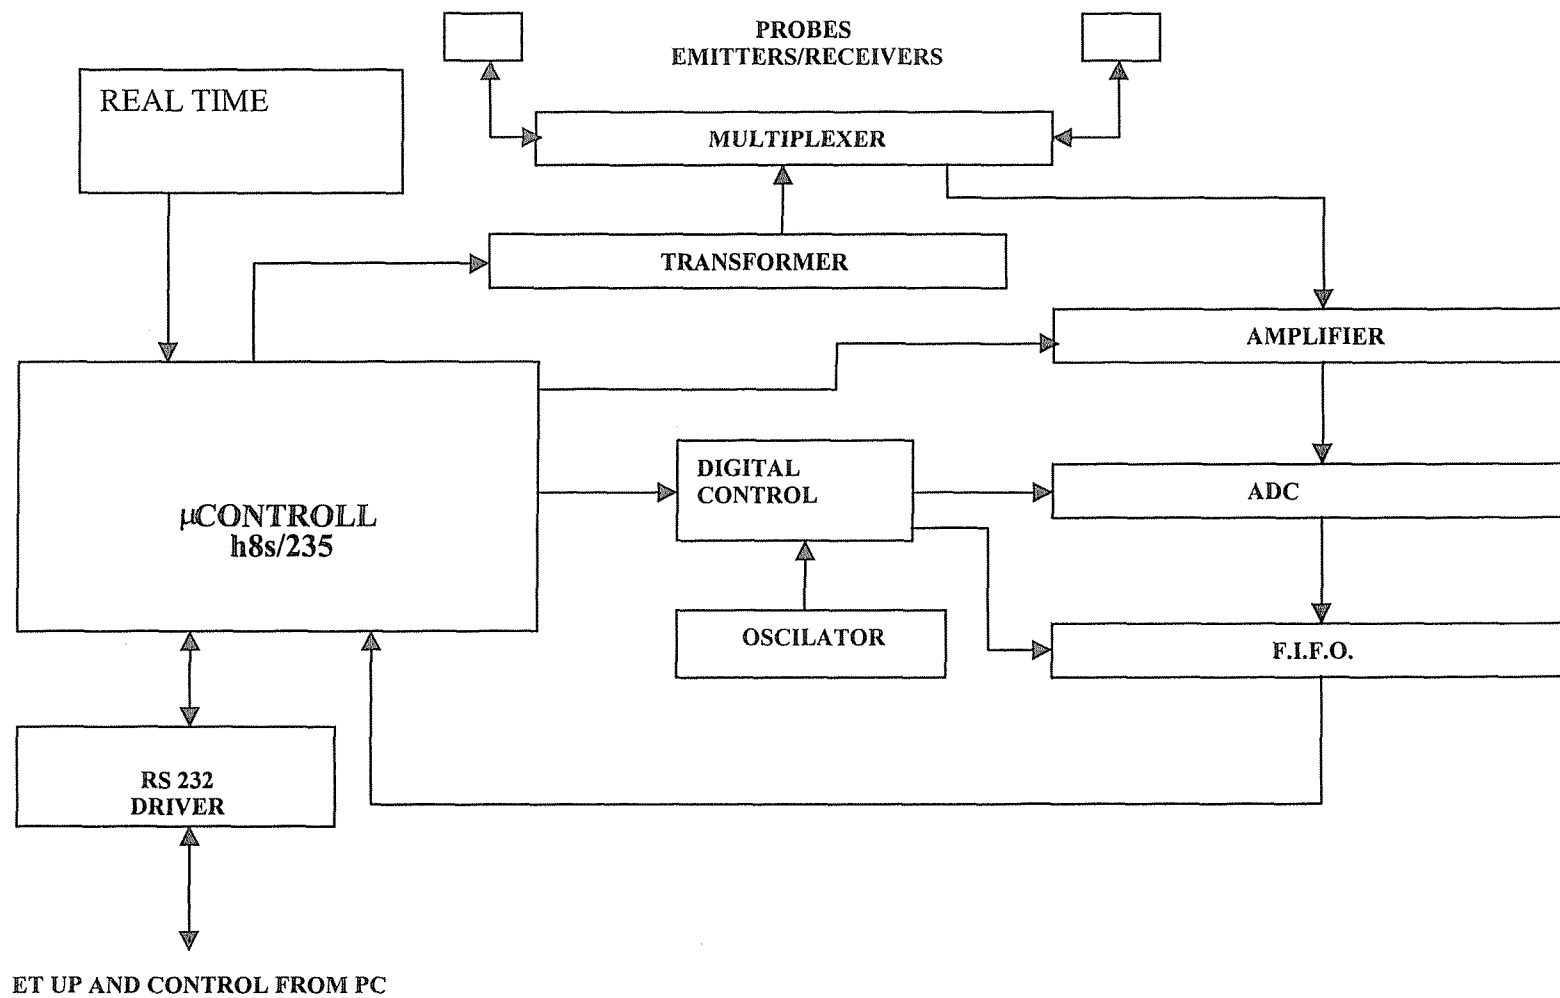 PROBES
EMITTERS/RECEIVERS
REAL TIME
MULTIPLEXER
TRANSFORMER
AMPLIFIER
DIGITAL
CONTROL
ADC
µCONTROLL
h8s/235
OSCILATOR
F.I.F.O.
RS 232
DRIVER
ET UP AND CONTROL FROM PC